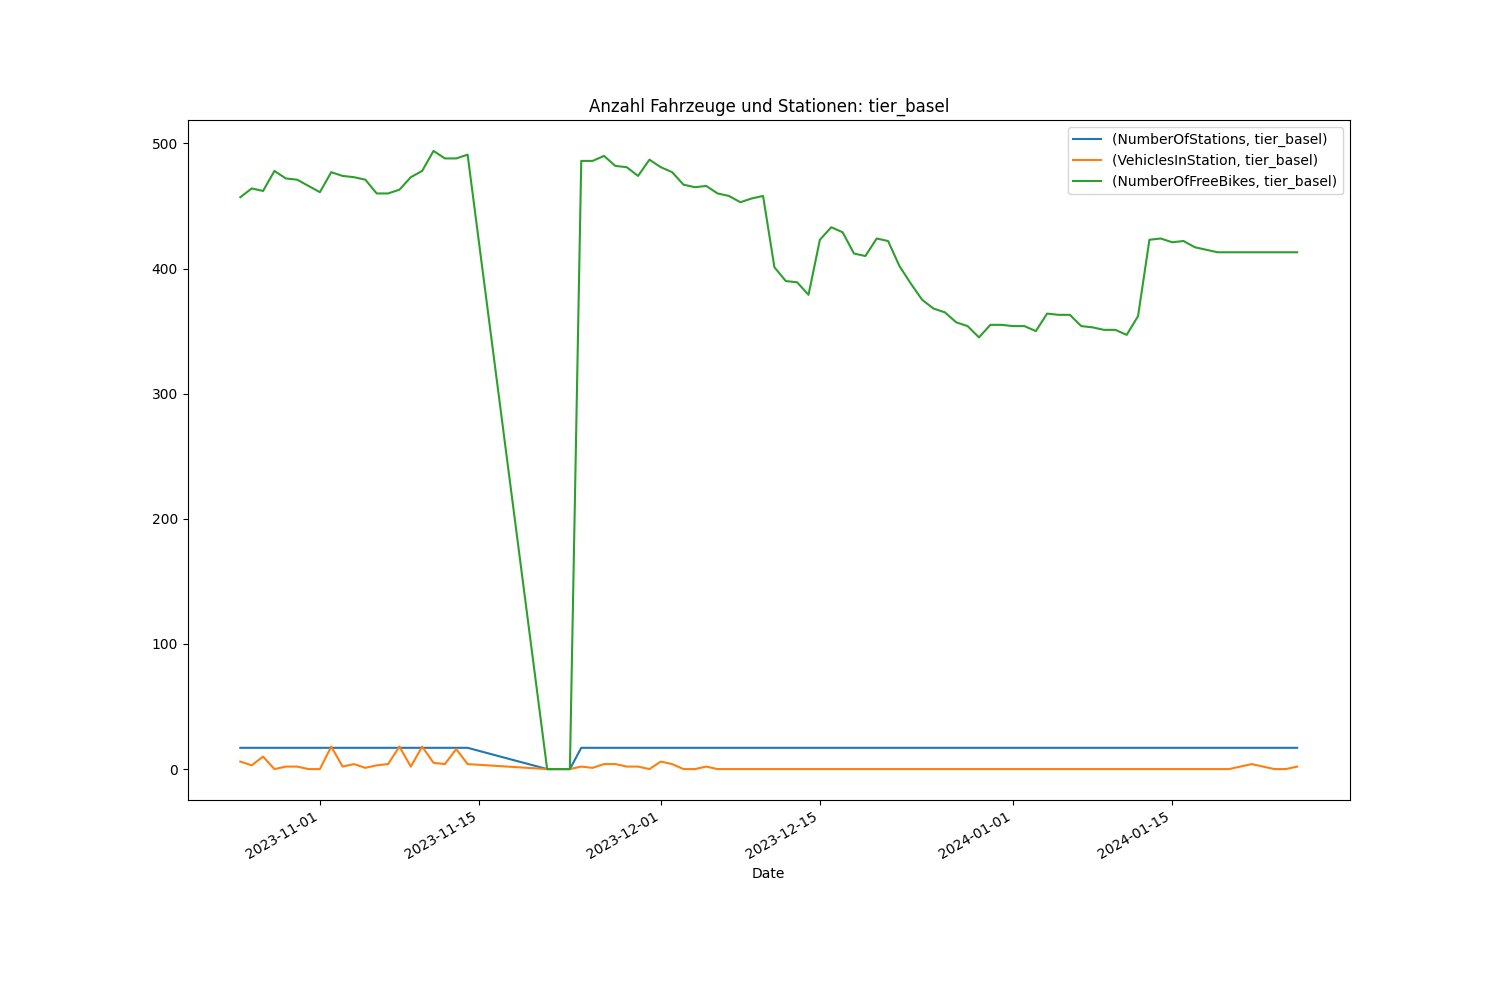 Anzahl Fahrzeuge und Stationen: tier_basel
(NumberOfStations, tier_basel)
(VehiclesInStation, tier_basel)
(NumberOfFreeBikes, tier_basel)
500
400
300
200
100
0
2023-11-01
2023-11-15
2023-12-01
2023-12-15
2024-01-01
2024-01-15
Date